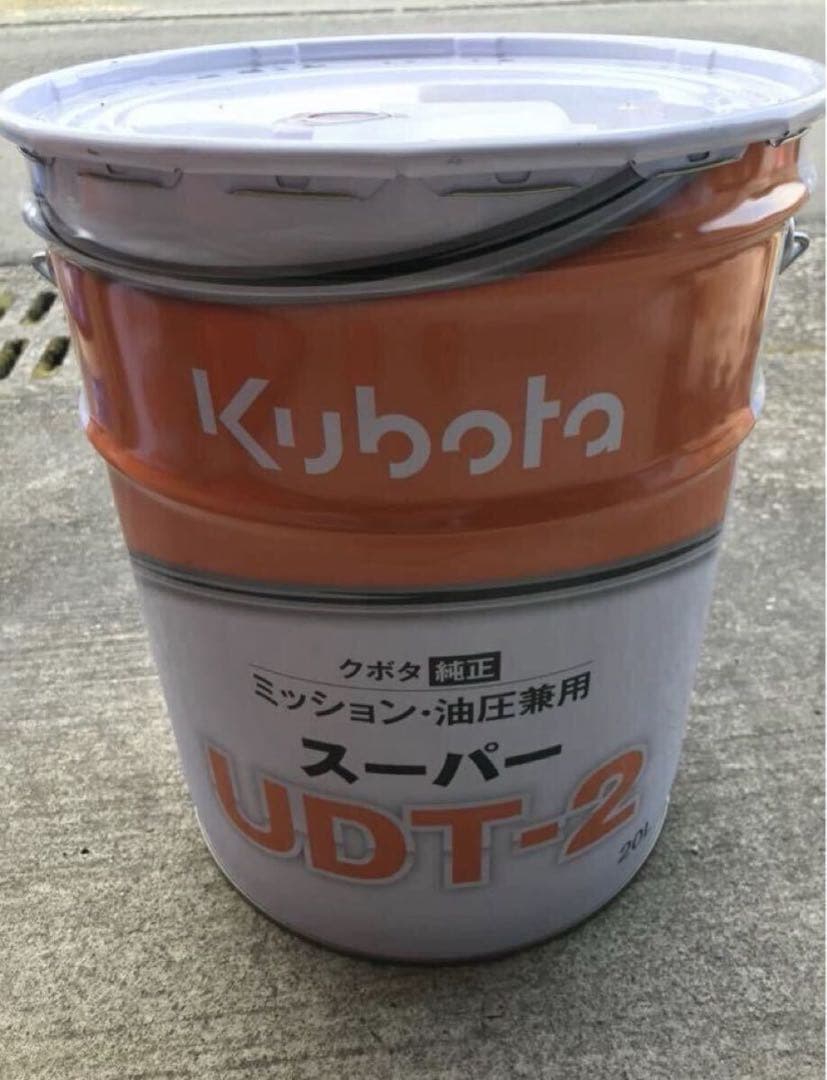 Kubota
クボタ 純正
ミッション・油圧兼用
スーパー
UDT-2
20L